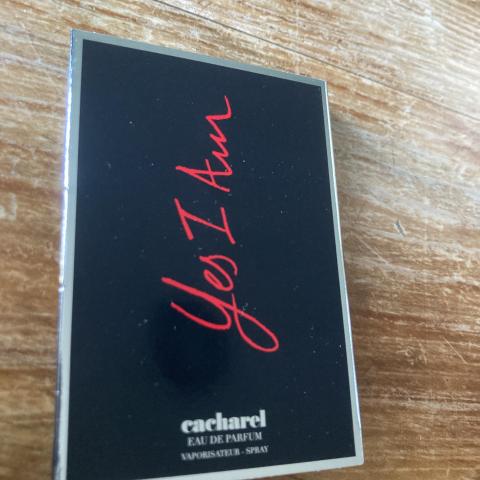 Yes I Am
cacharel
EAU DE PARFUM
VAPORISATEUR - SPRAY